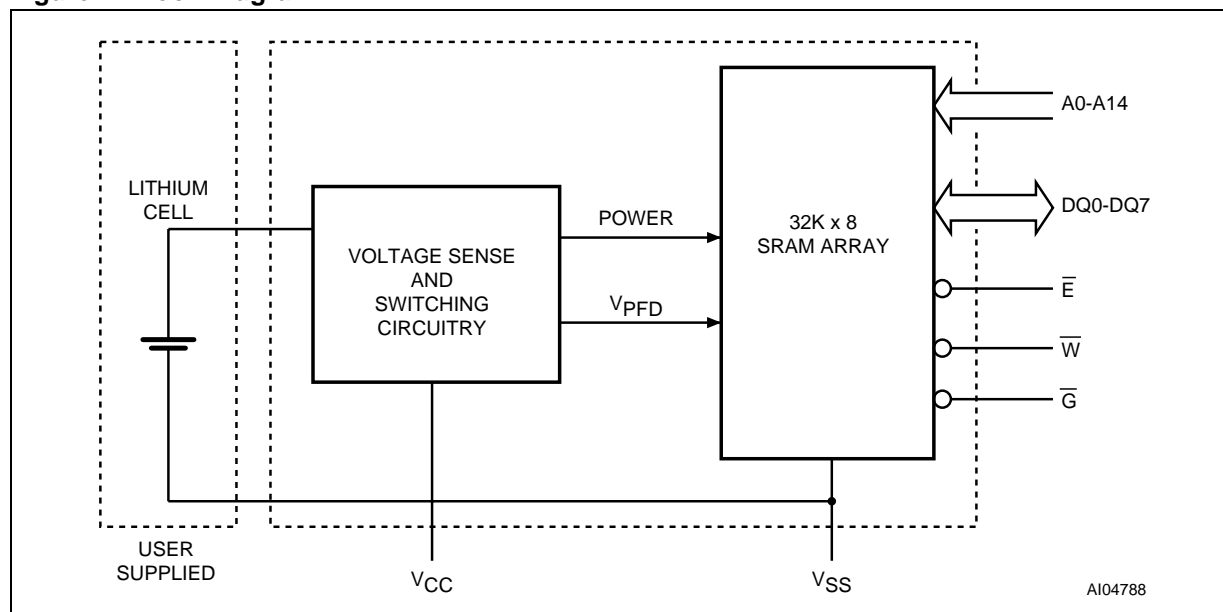 LITHIUM
CELL
VOLTAGE SENSE
AND
SWITCHING
CIRCUITRY
POWER
VPFD
32K x 8
SRAM ARRAY
A0-A14
DQ0-DQ7
E̅
W̅
G̅
USER
SUPPLIED
VCC
VSS
AI04788